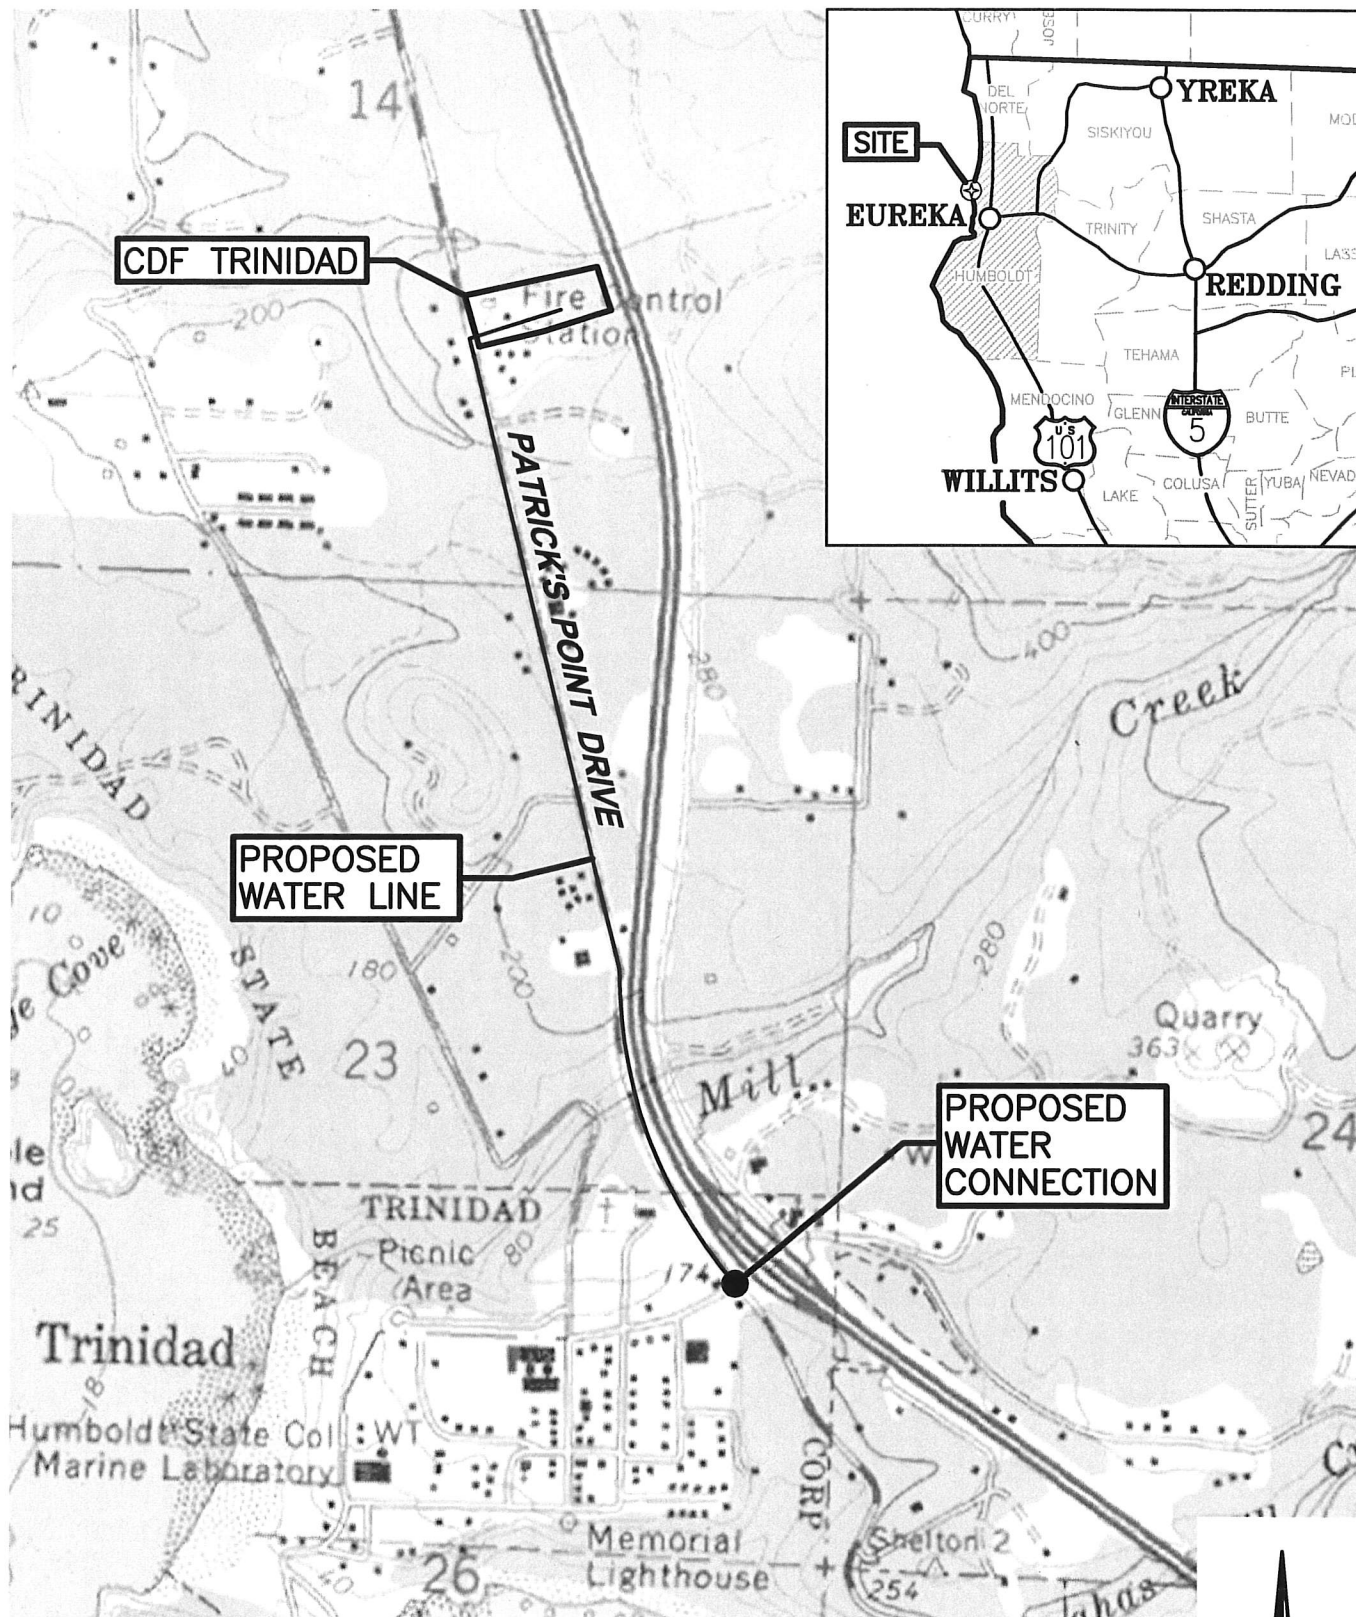 14
CDF TRINIDAD
Fire Control
Station
200
PATRICK'S POINT DRIVE
CURRY
DEL
NORTE
SISKIYOU
YREKA
SITE
EUREKA
TRINITY
SHASTA
HUMBOLDT
REDDING
TEHAMA
MENDOCINO
GLENN
BUTTE
INTERSTATE
CALIFORNIA
5
U S
101
WILLITS
LAKE
COLUSA
SUTTER
YUBA
400
280
Creek
PROPOSED
WATER LINE
10
Cove
STATE
180
200
280
23
Quarry
363
Mill
PROPOSED
WATER
CONNECTION
24
25
TRINIDAD
Picnic
Area
80
174
BEACH
Trinidad
18
Humboldt State Col
Marine Laboratory
WT
CORP
Memorial
Lighthouse
Shelton 2
254
26
40